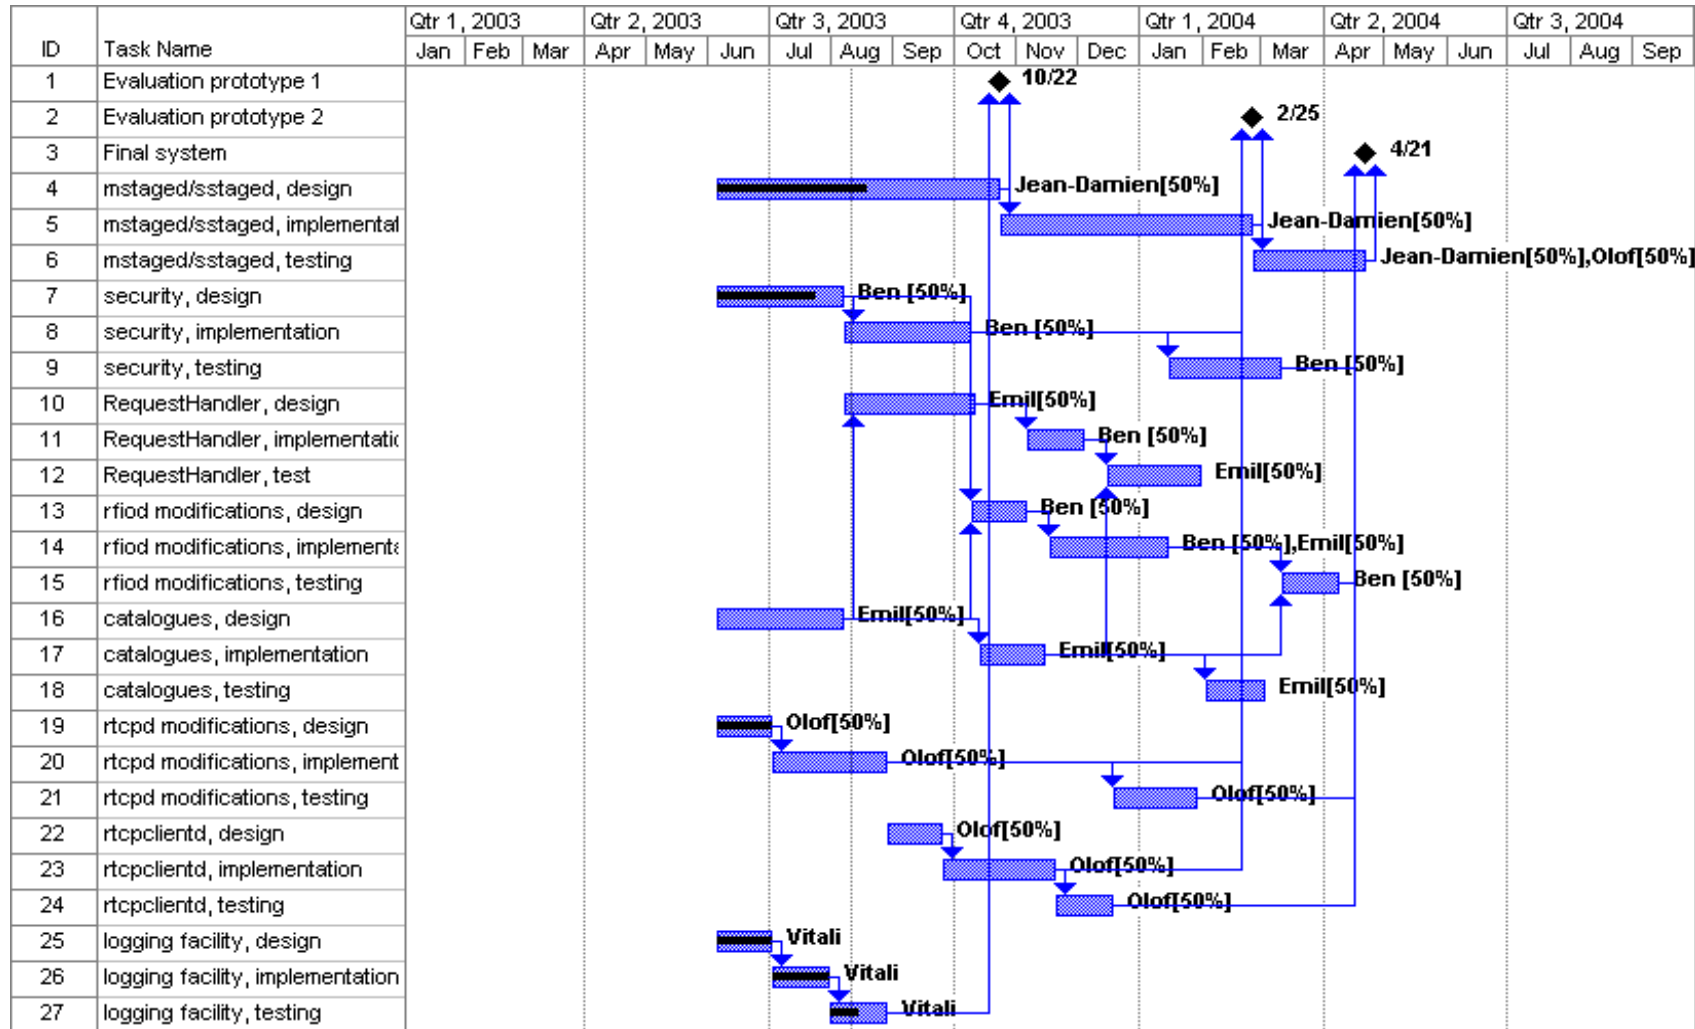 Qtr 1, 2003 Qtr 2, 2003 Qtr 3, 2003 Qtr 4, 2003 Qtr 1, 2004 Qtr 2, 2004 Qtr 3, 2004
ID Task Name Jan Feb Mar Apr May Jun Jul Aug Sep Oct Nov Dec Jan Feb Mar Apr May Jun Jul Aug Sep
1 Evaluation prototype 1 10/22
2 Evaluation prototype 2 2/25
3 Final system 4/21
4 mstaged/sstaged, design Jean-Damien[50%]
5 mstaged/sstaged, implementat Jean-Damien[50%]
6 mstaged/sstaged, testing Jean-Damien[50%],Olof[50%]
7 security, design Ben [50%]
8 security, implementation Ben [50%]
9 security, testing Ben [50%]
10 RequestHandler, design Emil[50%]
11 RequestHandler, implementatic Ben [50%]
12 RequestHandler, test Emil[50%]
13 rfiod modifications, design Ben [50%]
14 rfiod modifications, implementa Ben [50%],Emil[50%]
15 rfiod modifications, testing Ben [50%]
16 catalogues, design Emil[50%]
17 catalogues, implementation Emil[50%]
18 catalogues, testing Emil[50%]
19 rtcpd modifications, design Olof[50%]
20 rtcpd modifications, implement Olof[50%]
21 rtcpd modifications, testing Olof[50%]
22 rtcpclientd, design Olof[50%]
23 rtcpclientd, implementation Olof[50%]
24 rtcpclientd, testing Olof[50%]
25 logging facility, design Vitali
26 logging facility, implementation Vitali
27 logging facility, testing Vitali